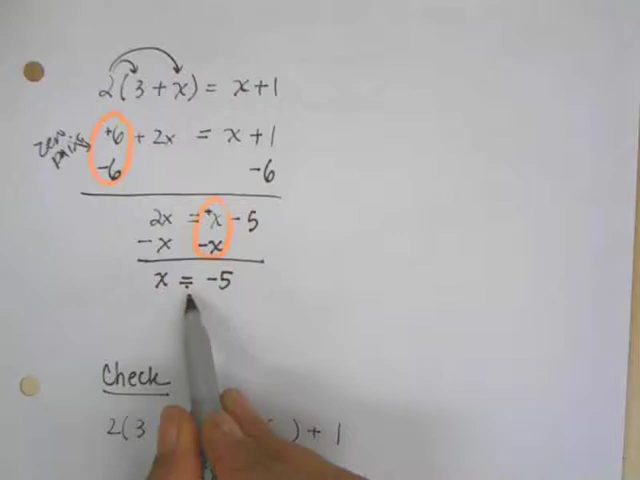 2(3 + x) = x + 1
zero pairs
+6 + 2x = x + 1
-6 -6
2x = +x - 5
-x -x
x = -5
Check
2(3 ( ) + 1